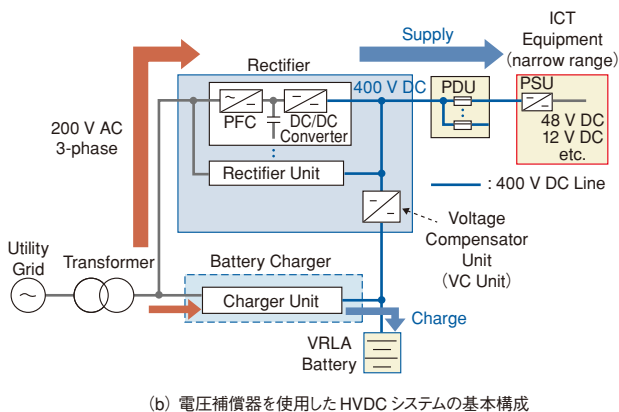 ICT
Equipment
(narrow range)
Supply
Rectifier
400 V DC
PDU
PSU
PFC
DC/DC
Converter
48 V DC
12 V DC
etc.
200 V AC
3-phase
Rectifier Unit
: 400 V DC Line
Voltage
Compensator
Unit
(VC Unit)
Utility
Grid
Transformer
Battery Charger
Charger Unit
Charge
VRLA
Battery
(b) 電圧補償器を使用したHVDCシステムの基本構成